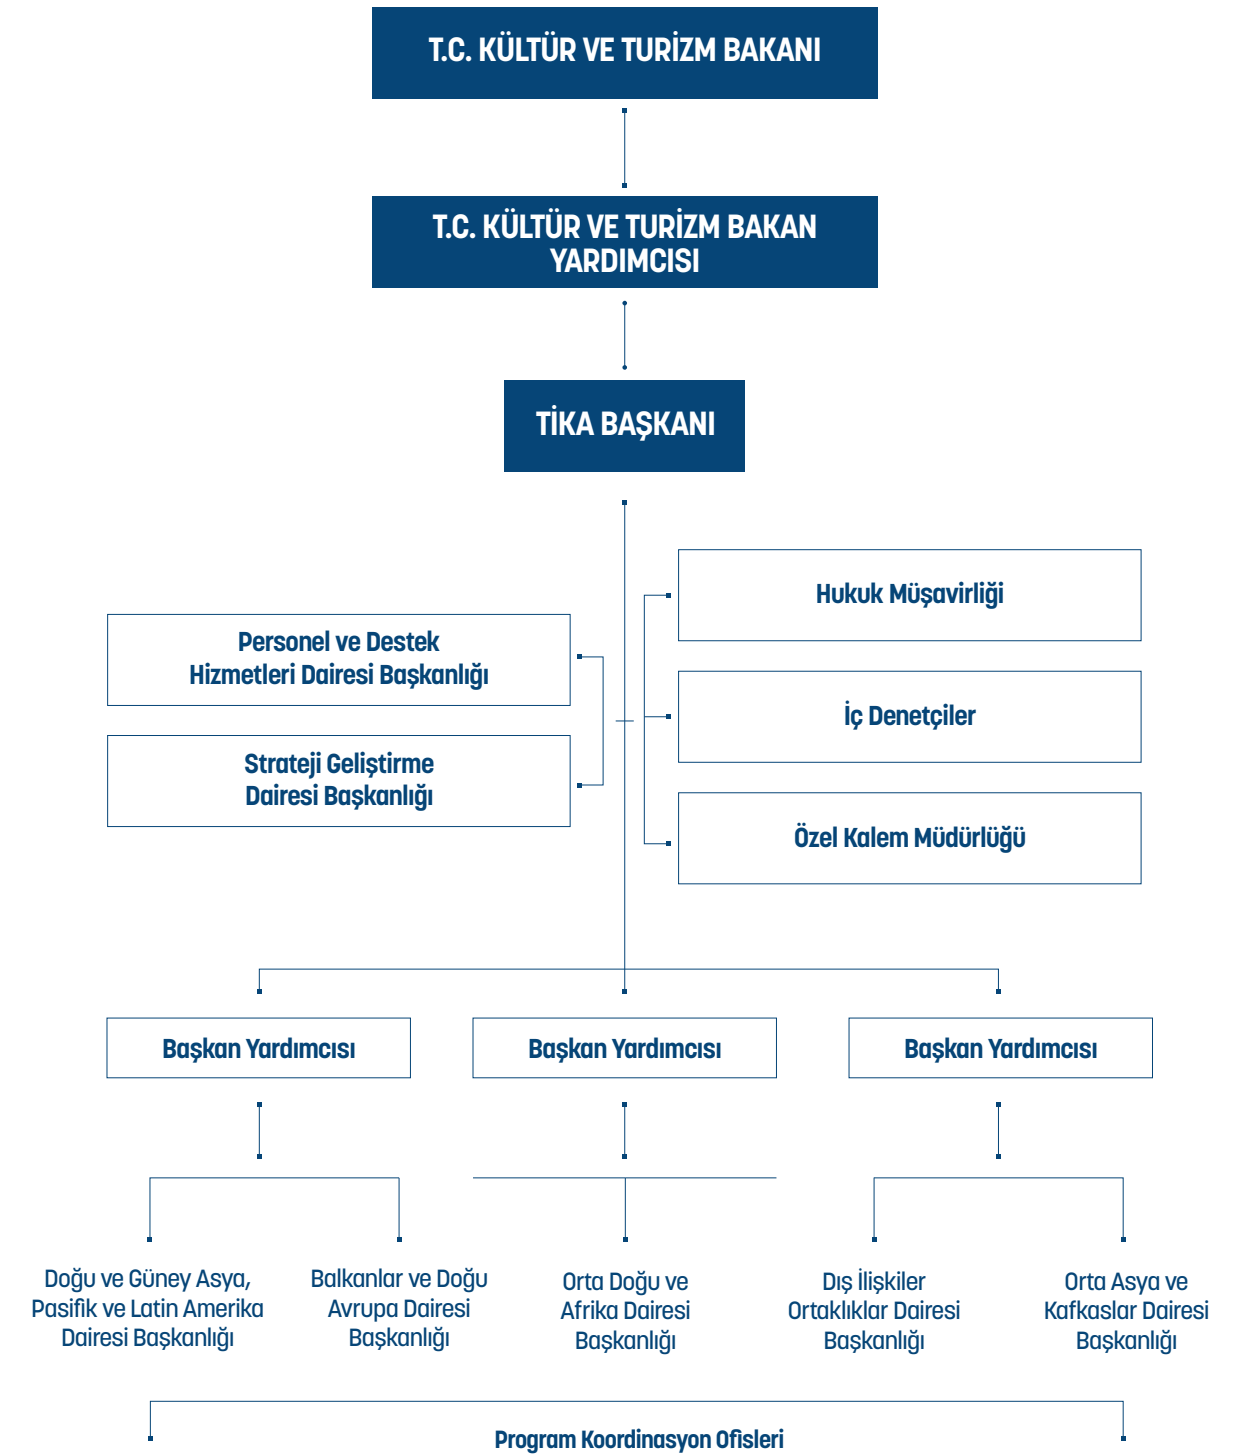 T.C. KÜLTÜR VE TURİZM BAKANI
T.C. KÜLTÜR VE TURİZM BAKAN
YARDIMCISI
TİKA BAŞKANI
Hukuk Müşavirliği
Personel ve Destek
Hizmetleri Dairesi Başkanlığı
İç Denetçiler
Strateji Geliştirme
Dairesi Başkanlığı
Özel Kalem Müdürlüğü
Başkan Yardımcısı
Başkan Yardımcısı
Başkan Yardımcısı
Doğu ve Güney Asya,
Pasifik ve Latin Amerika
Dairesi Başkanlığı
Balkanlar ve Doğu
Avrupa Dairesi
Başkanlığı
Orta Doğu ve
Afrika Dairesi
Başkanlığı
Dış İlişkiler
Ortaklıklar Dairesi
Başkanlığı
Orta Asya ve
Kafkaslar Dairesi
Başkanlığı
Program Koordinasyon Ofisleri